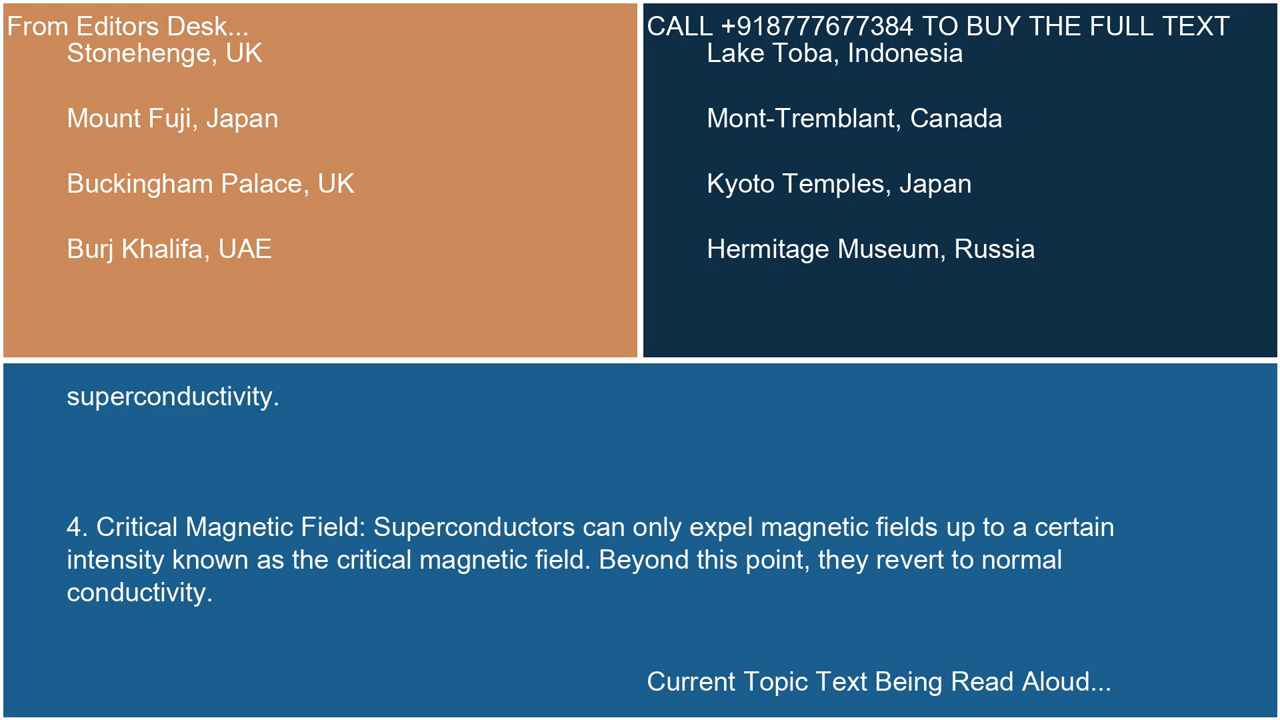 From Editors Desk...
Stonehenge, UK
Mount Fuji, Japan
Buckingham Palace, UK
Burj Khalifa, UAE
CALL +918777677384 TO BUY THE FULL TEXT
Lake Toba, Indonesia
Mont-Tremblant, Canada
Kyoto Temples, Japan
Hermitage Museum, Russia
superconductivity.
4. Critical Magnetic Field: Superconductors can only expel magnetic fields up to a certain
intensity known as the critical magnetic field. Beyond this point, they revert to normal
conductivity.
Current Topic Text Being Read Aloud...